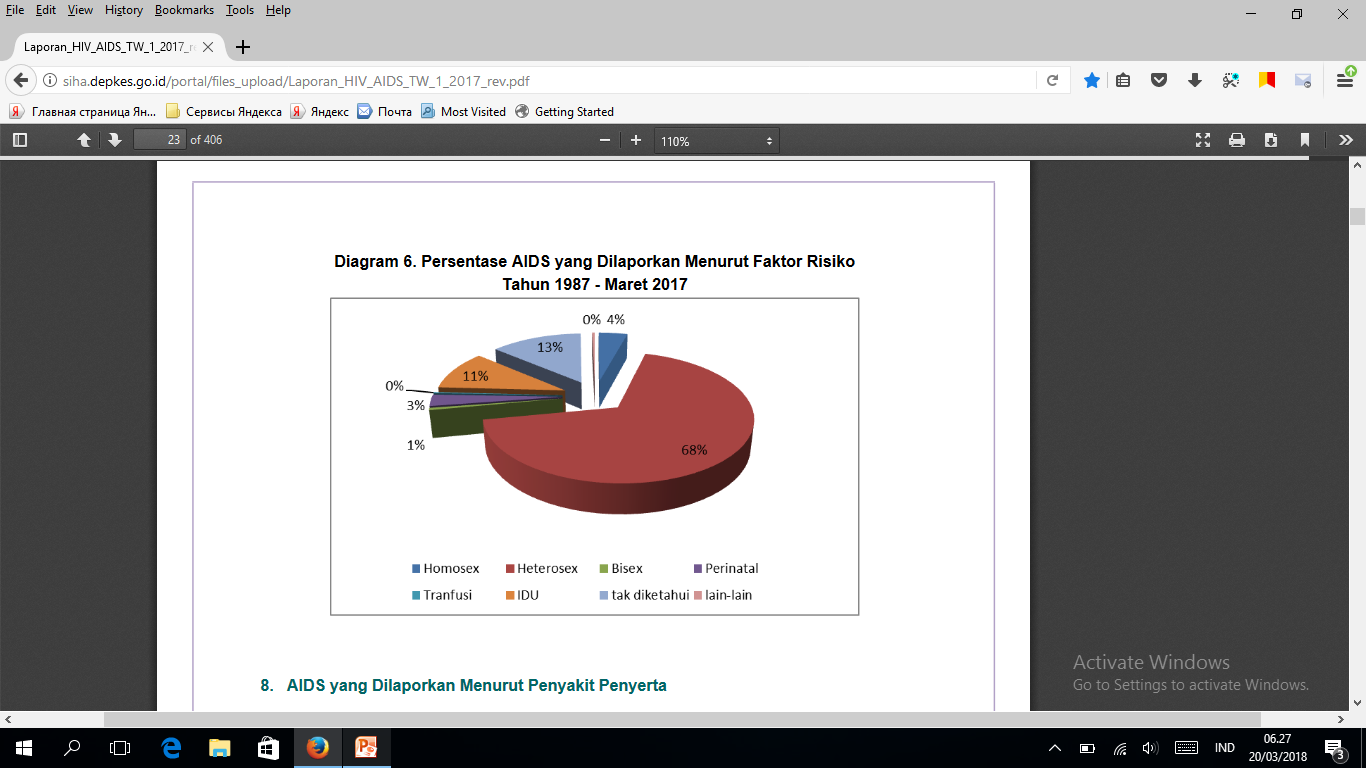 File Edit View History Bookmarks Tools Help
Laporan_HIV_AIDS_TW_1_2017_r
siha.depkes.go.id/portal/files_upload/Laporan_HIV_AIDS_TW_1_2017_rev.pdf
Главная страница Ян... Сервисы Яндекса Яндекс Почта Most Visited Getting Started
23 of 406 110%
Diagram 6. Persentase AIDS yang Dilaporkan Menurut Faktor Risiko
Tahun 1987 - Maret 2017
0% 4%
13%
11%
0%
3%
1%
68%
Homosex Heterosex Bisex Perinatal
Tranfusi IDU tak diketahui lain-lain
8. AIDS yang Dilaporkan Menurut Penyakit Penyerta
Activate Windows
Go to Settings to activate Windows.
IND
06.27
20/03/2018
3